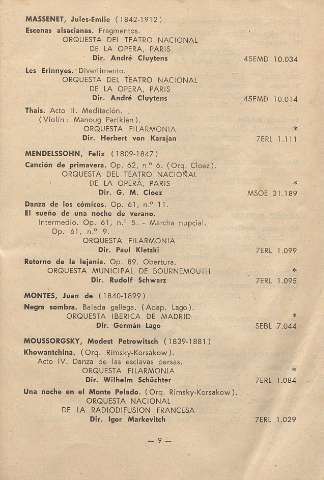 MASSENET, Jules-Emile (1842-1912)
Escenas alsacianas. Fragmentos.
ORQUESTA DEL TEATRO NACIONAL
DE LA OPERA, PARIS
Dir. André Cluytens 45EMD 10.034
Les Erinnyes. Divertimento.
ORQUESTA DEL TEATRO NACIONAL
DE LA OPERA, PARIS
Dir. André Cluytens 45EMD 10.014
Thais. Acto II. Meditación.
(Violín: Manoug Parikian).
ORQUESTA FILARMONIA *
Dir. Herbert von Karajan 7ERL 1.111
MENDELSSOHN, Felix (1809-1847)
Canción de primavera. Op. 62, n.º 6. (Orq. Cloez).
ORQUESTA DEL TEATRO NACIONAL
DE LA OPERA, PARIS *
Dir. G. M. Cloez MSOE 31.189
Danza de los cómicos. Op. 61, n.º 11.
El sueño de una noche de verano.
Intermedio. Op. 61, n.º 5. - Marcha nupcial.
Op. 61, n.º 9.
ORQUESTA FILARMONIA
Dir. Paul Kletzki 7ERL 1.099
Retorno de la lejanía. Op. 89. Obertura.
ORQUESTA MUNICIPAL DE BOURNEMOUTH *
Dir. Rudolf Schwarz 7ERL 1.095
MONTES, Juan de (1840-1899)
Negra sombra. Balada gallega. (Adap. Lago).
ORQUESTA IBERICA DE MADRID *
Dir. Germán Lago SEBL 7.044
MOUSSORGSKY, Modest Petrowitsch (1839-1881)
Khowantchina. (Orq. Rimsky-Korsakow).
Acto IV. Danza de las esclavas persas.
ORQUESTA FILARMONIA *
Dir. Wilhelm Schüchter 7ERL 1.084
Una noche en el Monte Pelado. (Orq. Rimsky-Korsakow).
ORQUESTA NACIONAL
DE LA RADIODIFUSION FRANCESA
Dir. Igor Markevitch 7ERL 1.029
— 9 —